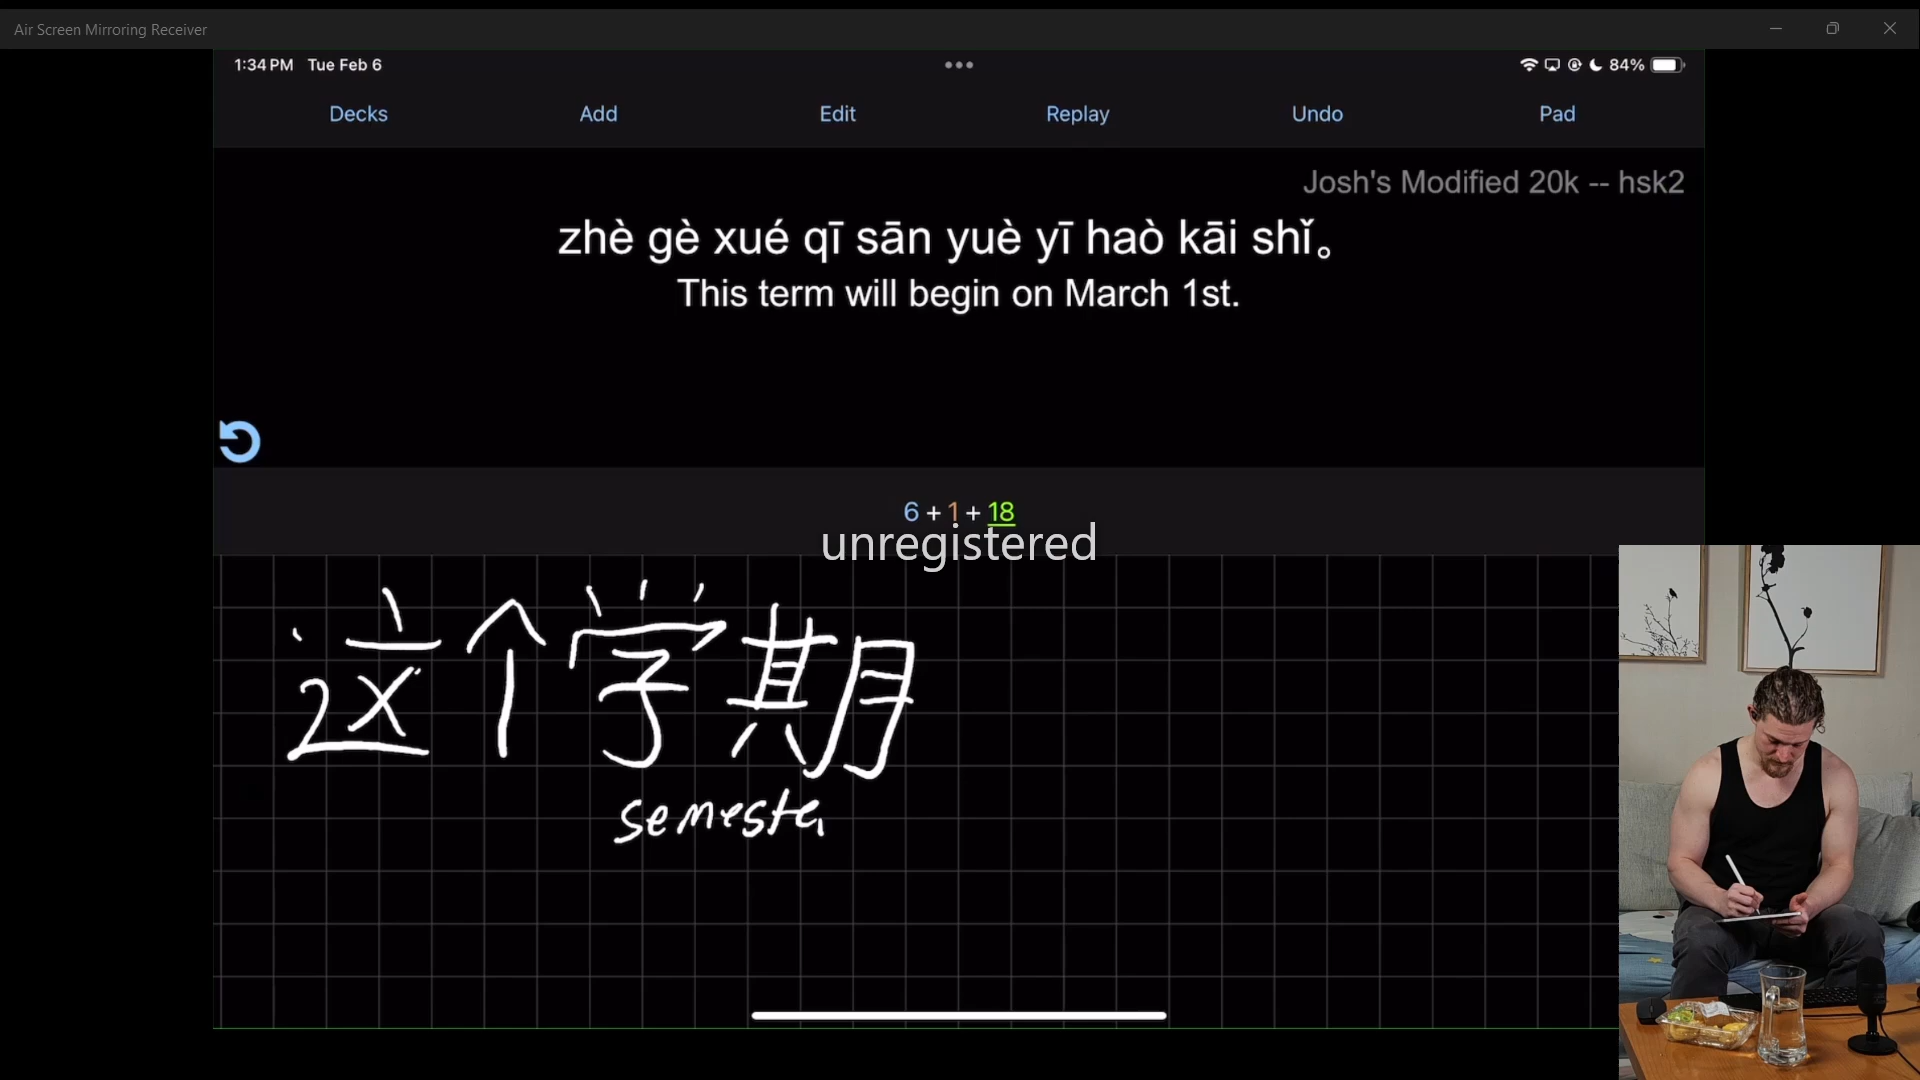 Air Screen Mirroring Receiver
1:34 PM Tue Feb 6
84%
Decks Add Edit Replay Undo Pad
Josh's Modified 20k -- hsk2
zhè gè xué qī sān yuè yī haò kāi shǐ。
This term will begin on March 1st.
6 + 1 + 18
unregistered
这个学期
semester